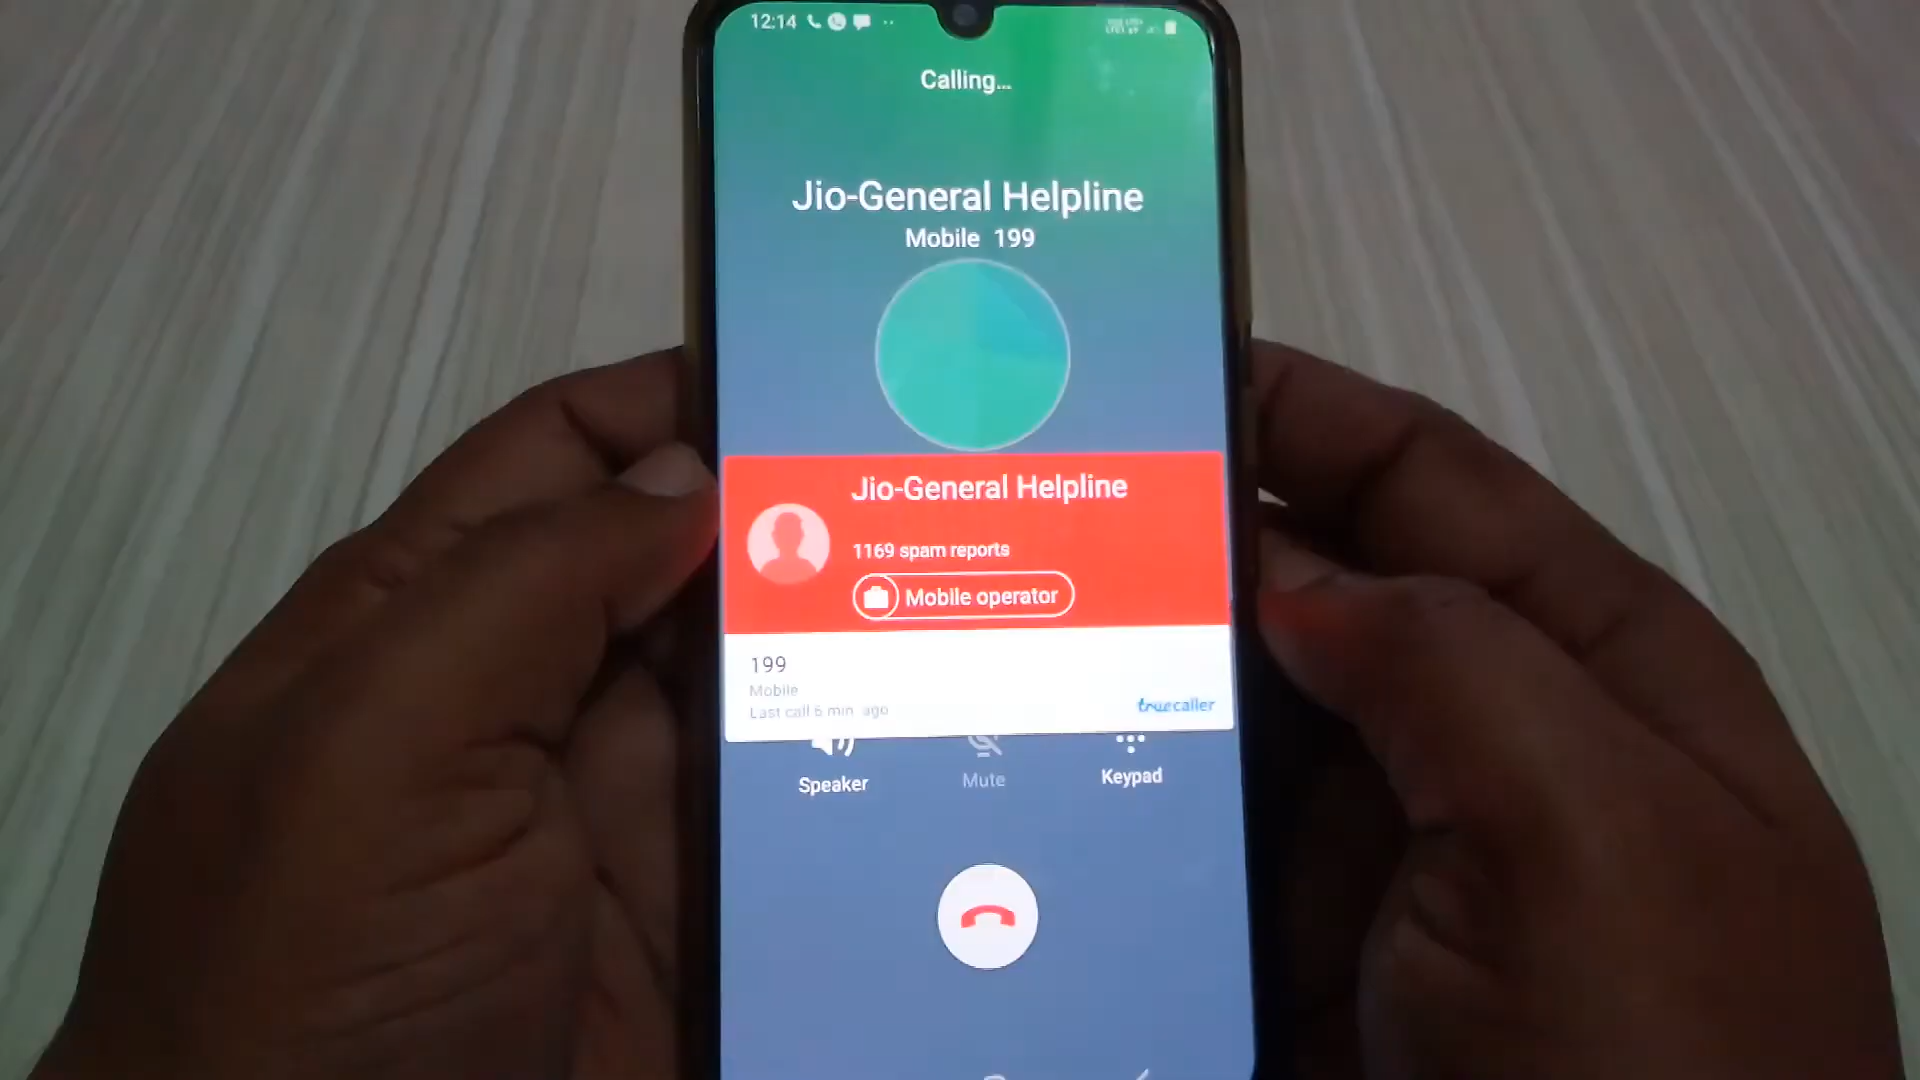 12:14
Calling...
Jio-General Helpline
Mobile 199
Jio-General Helpline
1169 spam reports
Mobile operator
199
Mobile
Last call 6 min ago
truecaller
Speaker
Mute
Keypad